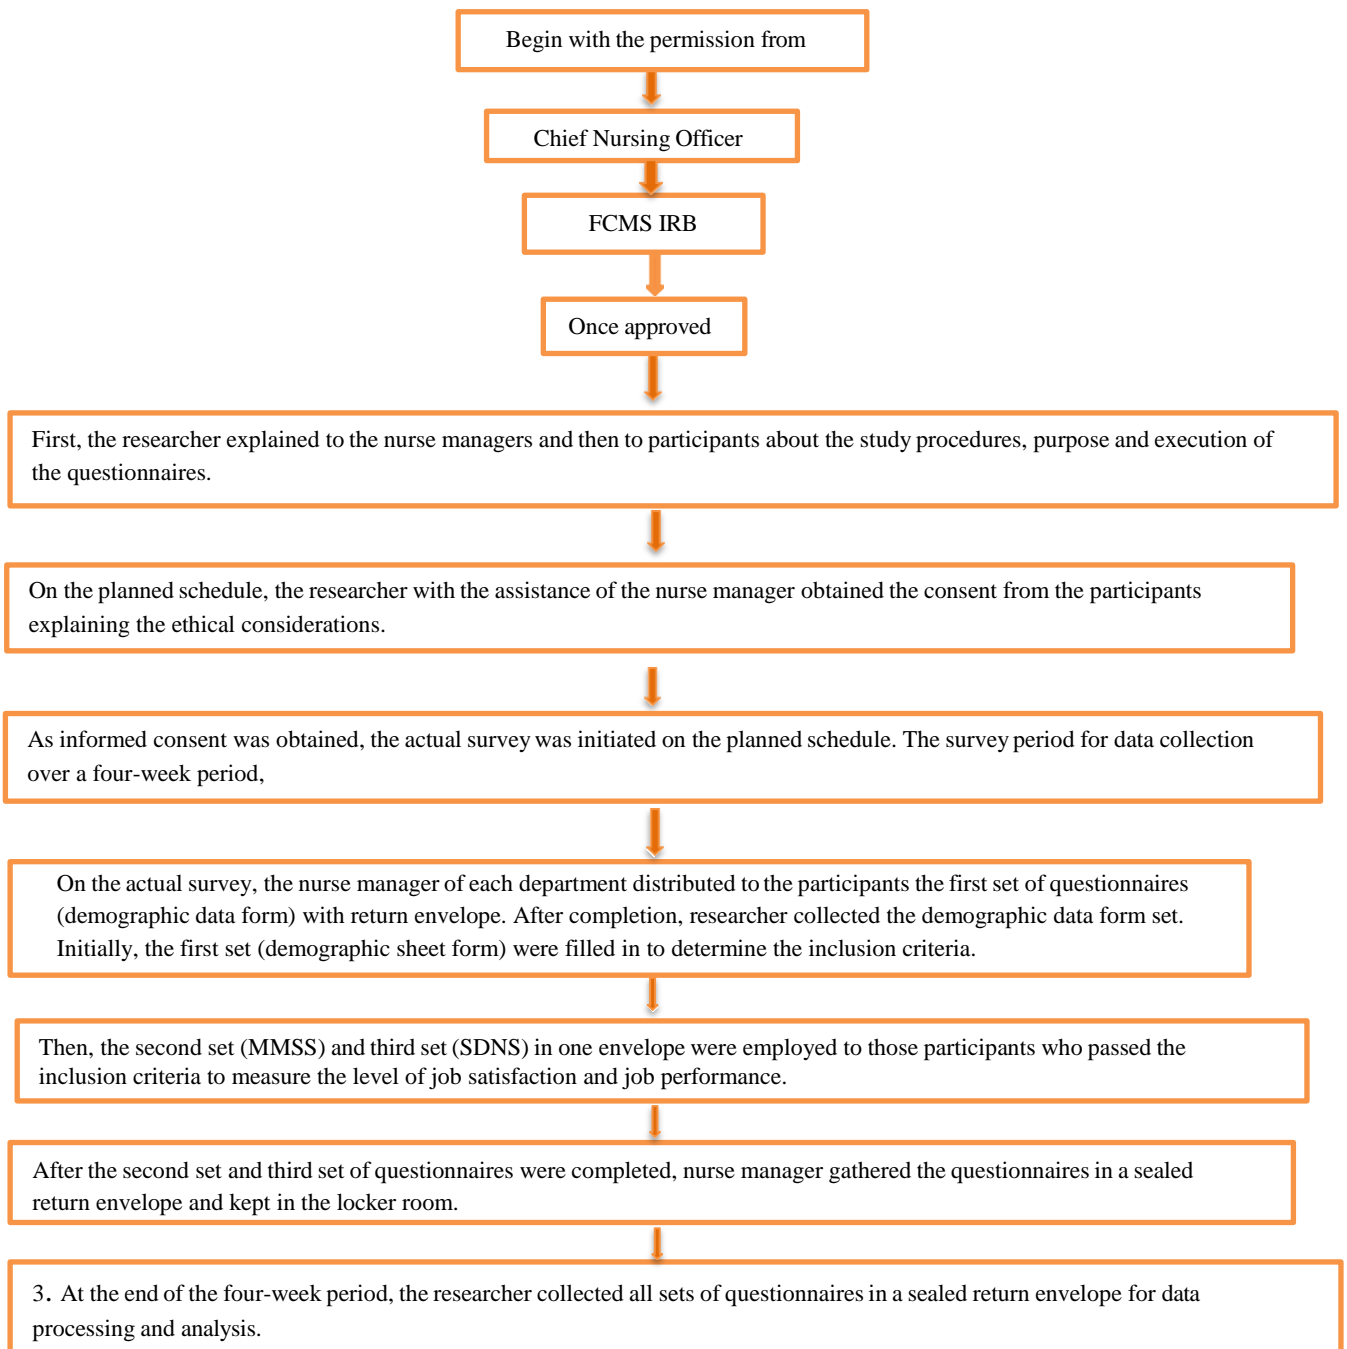 Begin with the permission from
Chief Nursing Officer
FCMS IRB
Once approved
First, the researcher explained to the nurse managers and then to participants about the study procedures, purpose and execution of
the questionnaires.
On the planned schedule, the researcher with the assistance of the nurse manager obtained the consent from the participants
explaining the ethical considerations.
As informed consent was obtained, the actual survey was initiated on the planned schedule. The survey period for data collection
over a four-week period,
On the actual survey, the nurse manager of each department distributed to the participants the first set of questionnaires
(demographic data form) with return envelope. After completion, researcher collected the demographic data form set.
Initially, the first set (demographic sheet form) were filled in to determine the inclusion criteria.
Then, the second set (MMSS) and third set (SDNS) in one envelope were employed to those participants who passed the
inclusion criteria to measure the level of job satisfaction and job performance.
After the second set and third set of questionnaires were completed, nurse manager gathered the questionnaires in a sealed
return envelope and kept in the locker room.
3. At the end of the four-week period, the researcher collected all sets of questionnaires in a sealed return envelope for data
processing and analysis.